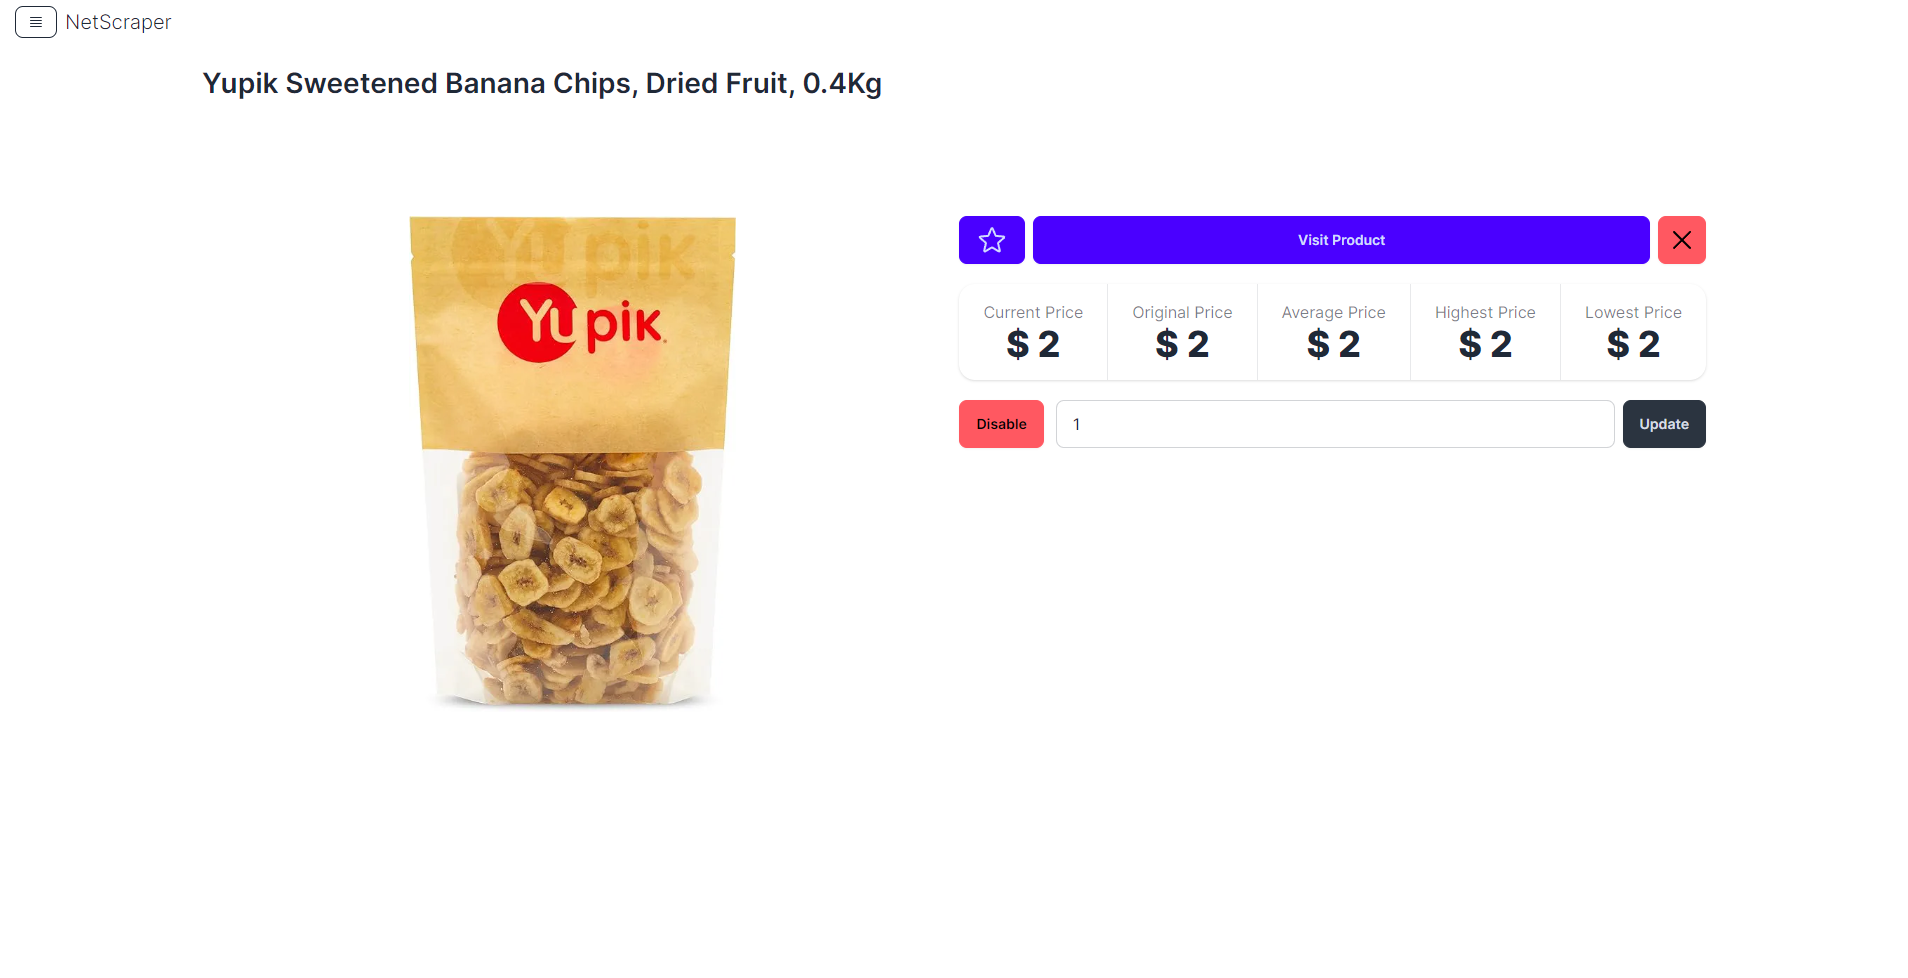 NetScraper
Yupik Sweetened Banana Chips, Dried Fruit, 0.4Kg
Yupik
Yupik
Visit Product
Current Price
$ 2
Original Price
$ 2
Average Price
$ 2
Highest Price
$ 2
Lowest Price
$ 2
Disable
1
Update